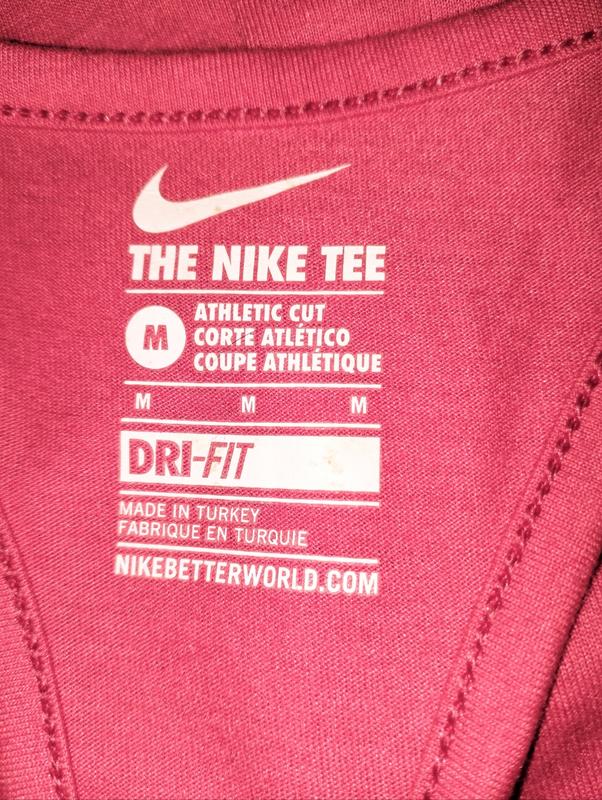 THE NIKE TEE
M
ATHLETIC CUT
CORTE ATLÉTICO
COUPE ATHLÉTIQUE
M M M
DRI-FIT
MADE IN TURKEY
FABRIQUE EN TURQUIE
NIKEBETTERWORLD.COM